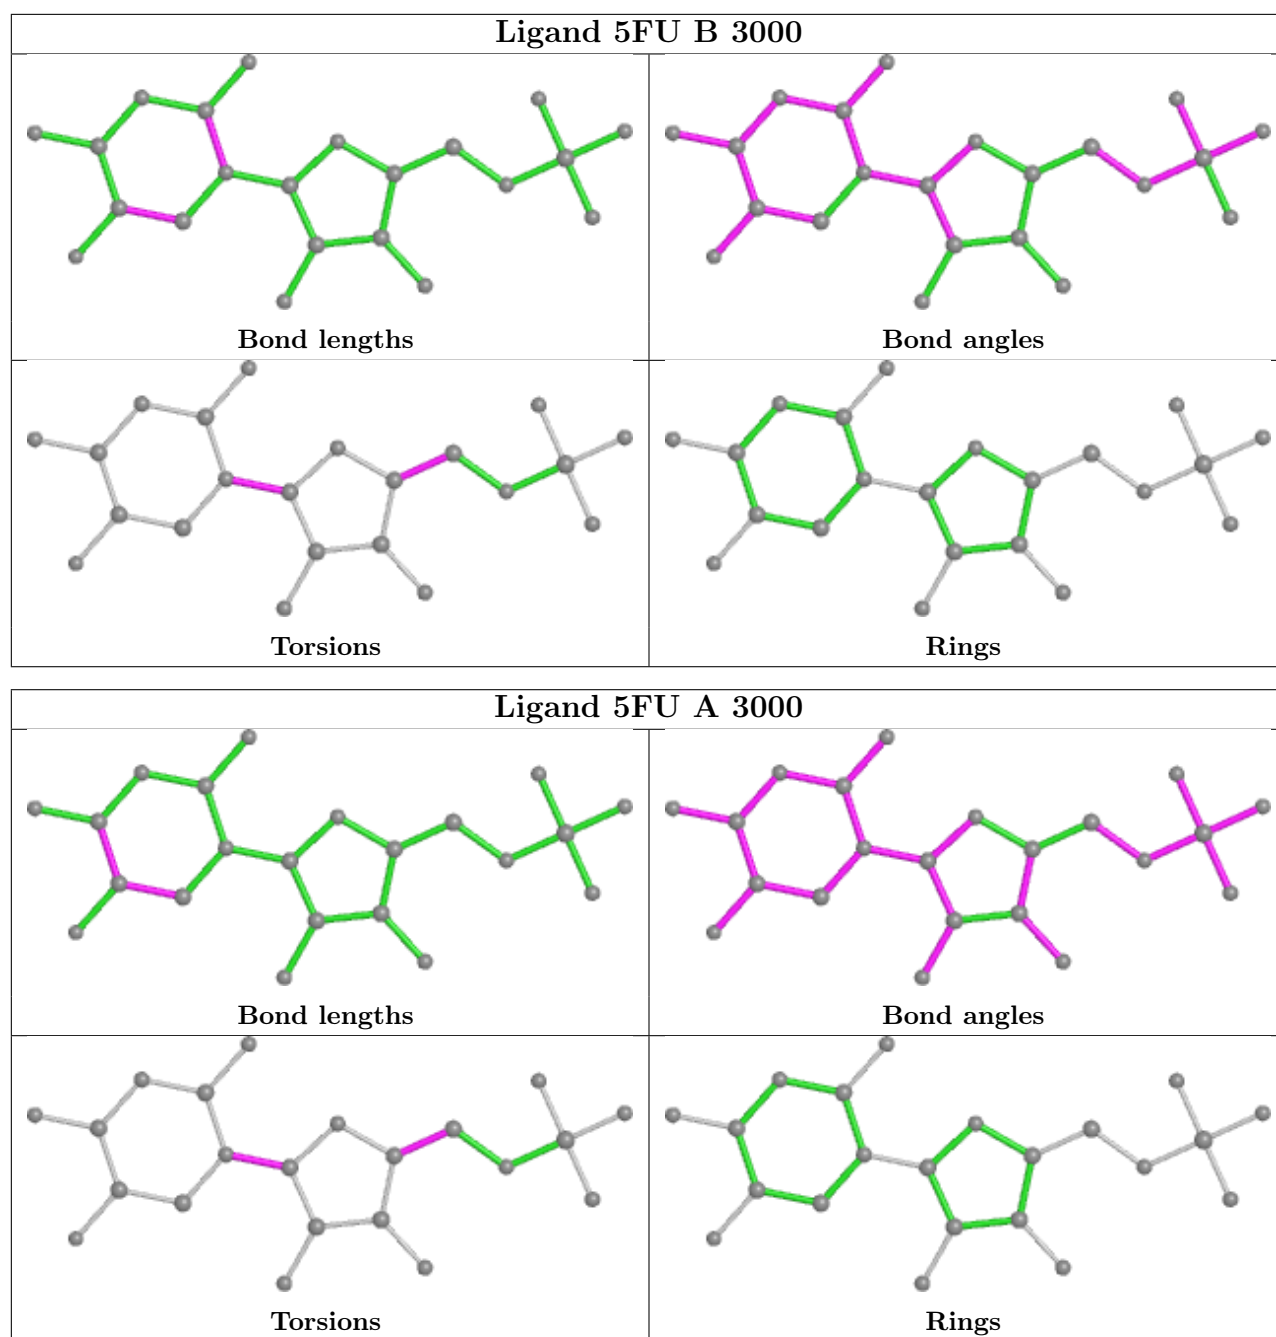 Ligand 5FU B 3000
Bond lengths
Bond angles
Torsions
Rings
Ligand 5FU A 3000
Bond lengths
Bond angles
Torsions
Rings